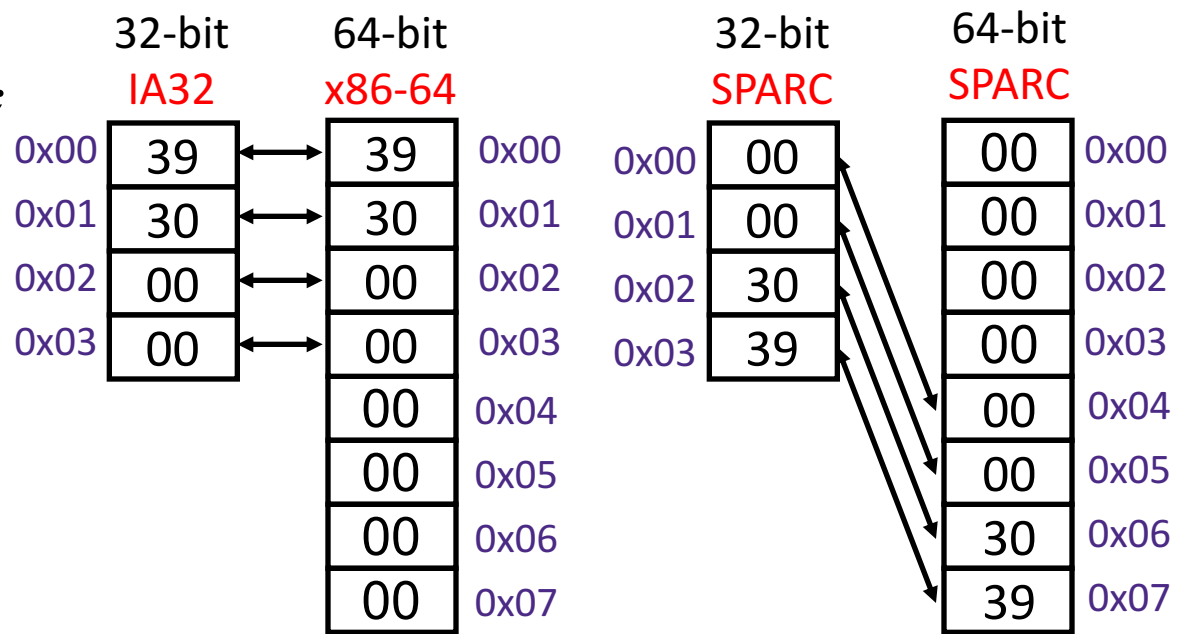 32-bit 64-bit 32-bit 64-bit
IA32 x86-64 SPARC SPARC
0x00 39 39 0x00 0x00 00 00 0x00
0x01 30 30 0x01 0x01 00 00 0x01
0x02 00 00 0x02 0x02 30 00 0x02
0x03 00 00 0x03 0x03 39 00 0x03
00 0x04 00 0x04
00 0x05 00 0x05
00 0x06 30 0x06
00 0x07 39 0x07